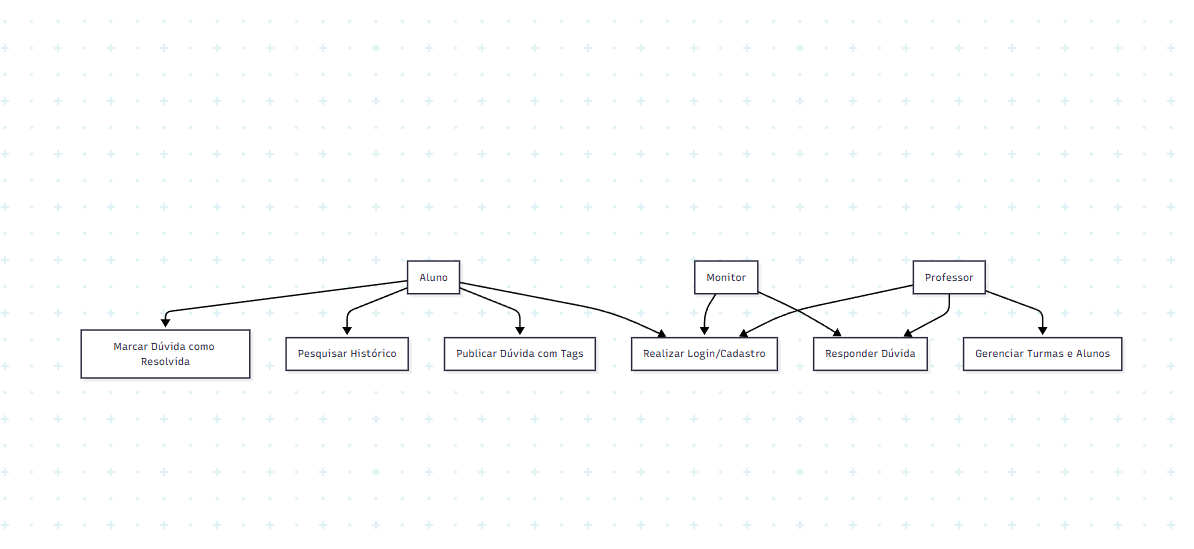 Aluno
Monitor
Professor
Marcar Dúvida como
Resolvida
Pesquisar Histórico
Publicar Dúvida com Tags
Realizar Login/Cadastro
Responder Dúvida
Gerenciar Turmas e Alunos